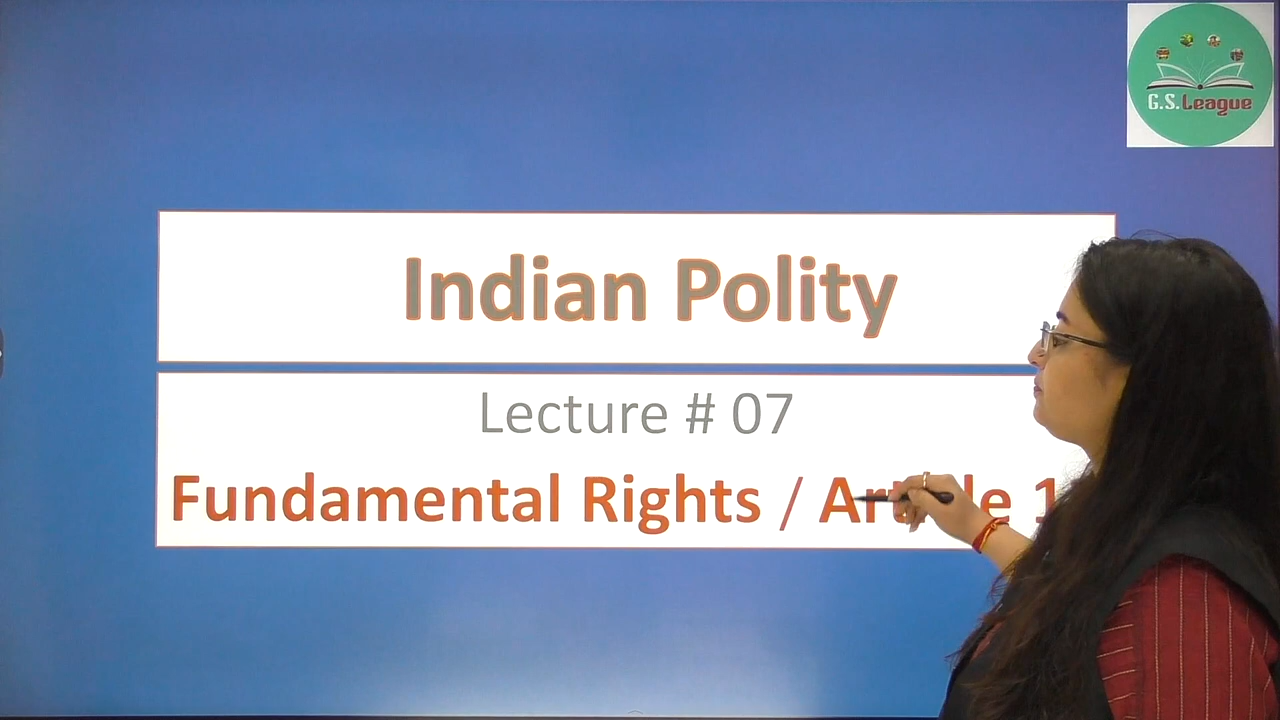 G.S.League
Indian Polity
Lecture # 07
Fundamental Rights /